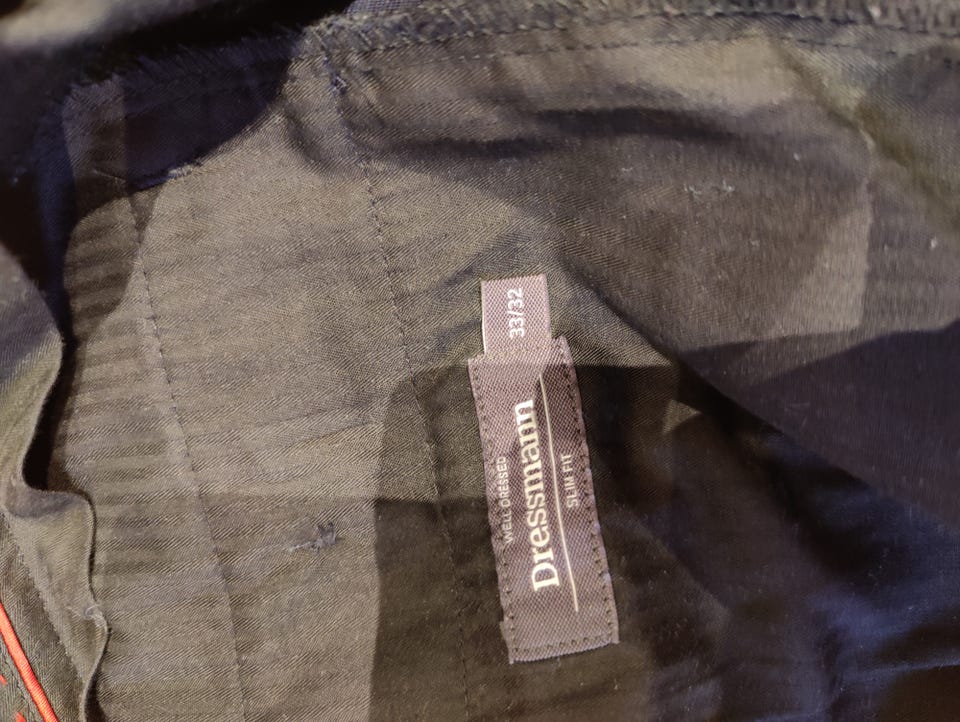 WELL DRESSED
Dressmann
SLIM FIT
33/32